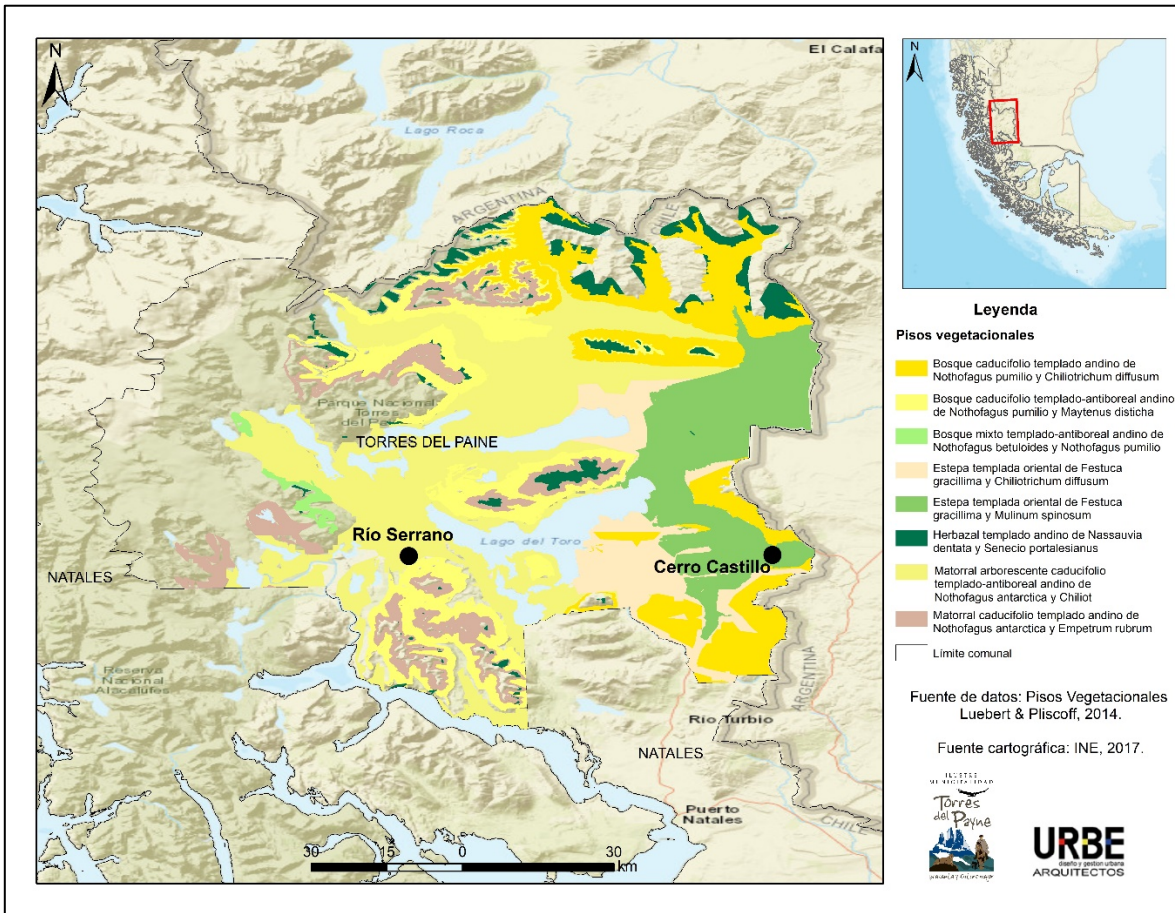 N
El Calafa
Lago Roca
ARGENTINA
CHILE
Parque Nacional
Torres
del Pa
TORRES DEL PAINE
Río Serrano
Lago del Toro
Cerro Castillo
NATALES
Reserva
Nacional
Alacalufes
ARGENTINA
Río Turbio
NATALES
Puerto
Natales
CHILE
30 15 0 30
km
N
Leyenda
Pisos vegetacionales
Bosque caducifolio templado andino de
Nothofagus pumilio y Chiliotrichum diffusum
Bosque caducifolio templado-antiboreal andino
de Nothofagus pumilio y Maytenus disticha
Bosque mixto templado-antiboreal andino de
Nothofagus betuloides y Nothofagus pumilio
Estepa templada oriental de Festuca
gracillima y Chiliotrichum diffusum
Estepa templada oriental de Festuca
gracillima y Mulinum spinosum
Herbazal templado andino de Nassauvia
dentata y Senecio portalesianus
Matorral arborescente caducifolio
templado-antiboreal andino de
Nothofagus antarctica y Chiliot
Matorral caducifolio templado andino de
Nothofagus antarctica y Empetrum rubrum
Límite comunal
Fuente de datos: Pisos Vegetacionales
Luebert & Pliscoff, 2014.
Fuente cartográfica: INE, 2017.
ILUSTRE
MUNICIPALIDAD
Torres
del Payne
URBE
diseño y gestion urbana
ARQUITECTOS